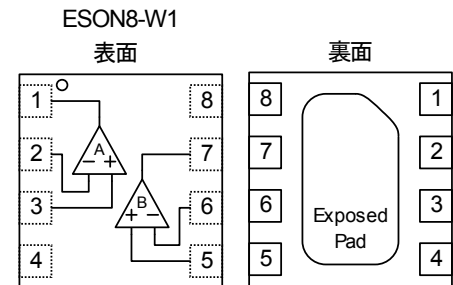 ESON8-W1
表面 裏面
1 8 8 1
A
2 - + 7 7 2
B
3 + - 6 6 Exposed 3
Pad
4 5 5 4